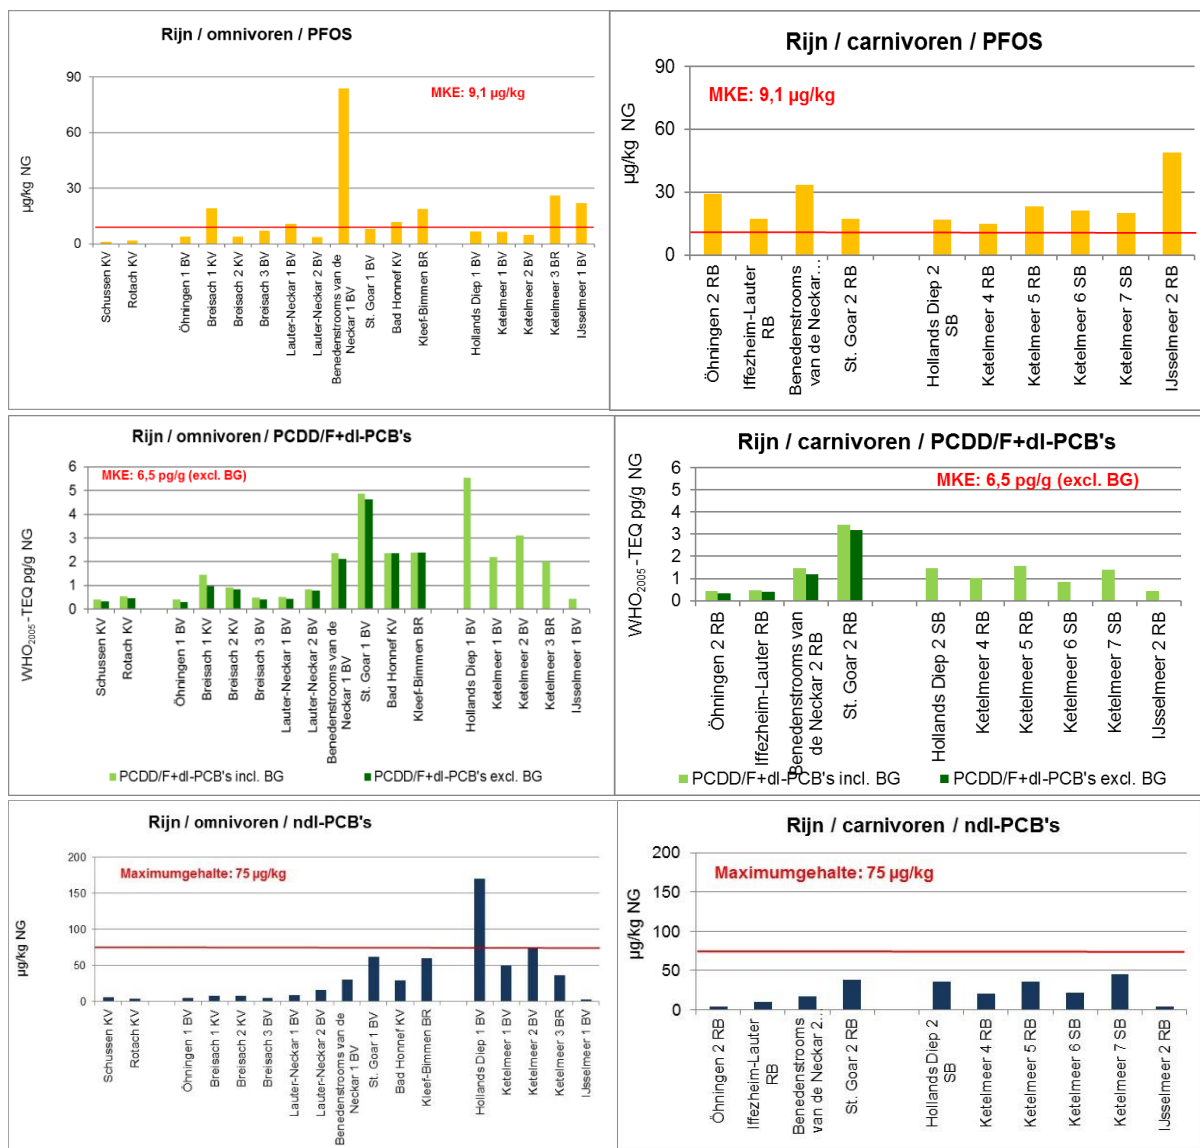 Rijn / omnivoren / PFOS
MKE: 9,1 µg/kg
µg/kg NG
90
60
30
0
Schussen KV
Rotach KV
Öhningen 1 BV
Breisach 1 KV
Breisach 2 KV
Breisach 3 BV
Lauter-Neckar 1 BV
Lauter-Neckar 2 BV
Benedenstrooms van de
Neckar 1 BV
St. Goar 1 BV
Bad Honnef KV
Kleef-Bimmen BR
Hollands Diep 1 BV
Ketelmeer 1 BV
Ketelmeer 2 BV
Ketelmeer 3 BR
IJsselmeer 1 BV
Rijn / carnivoren / PFOS
MKE: 9,1 µg/kg
µg/kg NG
90
60
30
0
Öhningen 2 RB
Iffezheim-Lauter
RB
Benedenstrooms
van de Neckar…
St. Goar 2 RB
Hollands Diep 2
SB
Ketelmeer 4 RB
Ketelmeer 5 RB
Ketelmeer 6 SB
Ketelmeer 7 SB
IJsselmeer 2 RB
Rijn / omnivoren / PCDD/F+dl-PCB's
MKE: 6,5 pg/g (excl. BG)
WHO2005-TEQ pg/g NG
6
5
4
3
2
1
0
Schussen KV
Rotach KV
Öhningen 1 BV
Breisach 1 KV
Breisach 2 KV
Breisach 3 BV
Lauter-Neckar 1 BV
Lauter-Neckar 2 BV
Benedenstrooms van de
Neckar 1 BV
St. Goar 1 BV
Bad Honnef KV
Kleef-Bimmen BR
Hollands Diep 1 BV
Ketelmeer 1 BV
Ketelmeer 2 BV
Ketelmeer 3 BR
IJsselmeer 1 BV
PCDD/F+dl-PCB's incl. BG
PCDD/F+dl-PCB's excl. BG
Rijn / carnivoren / PCDD/F+dl-PCB's
MKE: 6,5 pg/g (excl. BG)
WHO2005-TEQ pg/g NG
6
5
4
3
2
1
0
Öhningen 2 RB
Iffezheim-Lauter RB
Benedenstrooms van
de Neckar 2 RB
St. Goar 2 RB
Hollands Diep 2 SB
Ketelmeer 4 RB
Ketelmeer 5 RB
Ketelmeer 6 SB
Ketelmeer 7 SB
IJsselmeer 2 RB
PCDD/F+dl-PCB's incl. BG
PCDD/F+dl-PCB's excl. BG
Rijn / omnivoren / ndl-PCB's
Maximumgehalte: 75 µg/kg
µg/kg NG
200
150
100
50
0
Schussen KV
Rotach KV
Öhningen 1 BV
Breisach 1 KV
Breisach 2 KV
Breisach 3 BV
Lauter-Neckar 1 BV
Lauter-Neckar 2 BV
Benedenstrooms van de
Neckar 1 BV
St. Goar 1 BV
Bad Honnef KV
Kleef-Bimmen BR
Hollands Diep 1 BV
Ketelmeer 1 BV
Ketelmeer 2 BV
Ketelmeer 3 BR
IJsselmeer 1 BV
Rijn / carnivoren / ndl-PCB's
Maximumgehalte: 75 µg/kg
µg/kg NG
200
150
100
50
0
Öhningen 2 RB
Iffezheim-Lauter
RB
Benedenstrooms
van de Neckar 2…
St. Goar 2 RB
Hollands Diep 2
SB
Ketelmeer 4 RB
Ketelmeer 5 RB
Ketelmeer 6 SB
Ketelmeer 7 SB
IJsselmeer 2 RB